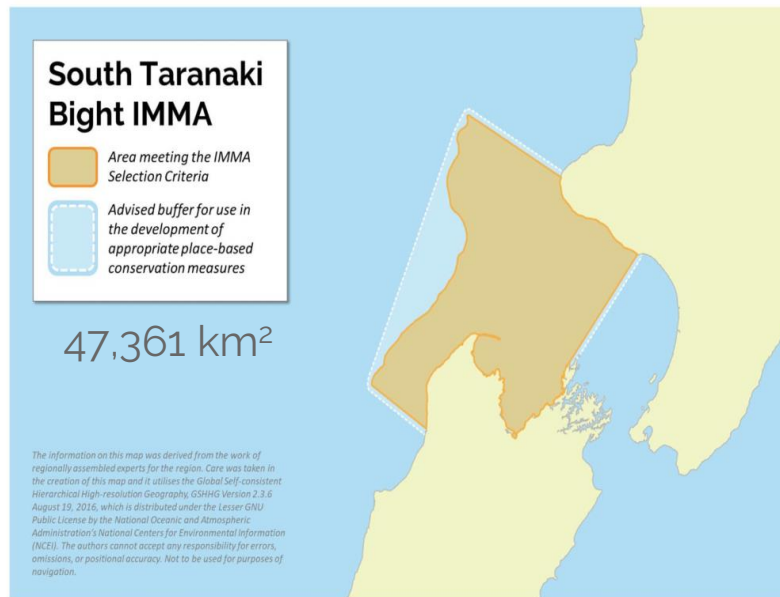 South Taranaki
Bight IMMA
Area meeting the IMMA
Selection Criteria
Advised buffer for use in
the development of
appropriate place-based
conservation measures
47,361 km²
The information on this map was derived from the work of
regionally assembled experts for the region. Care was taken in
the creation of this map and it utilises the Global Self-consistent
Hierarchical High-resolution Geography, GSHHG Version 2.3.6
August 19, 2016, which is distributed under the Lesser GNU
Public License by the National Oceanic and Atmospheric
Administration's National Centers for Environmental Information
(NCEI). The authors cannot accept any responsibility for errors,
omissions, or positional accuracy. Not to be used for purposes of
navigation.